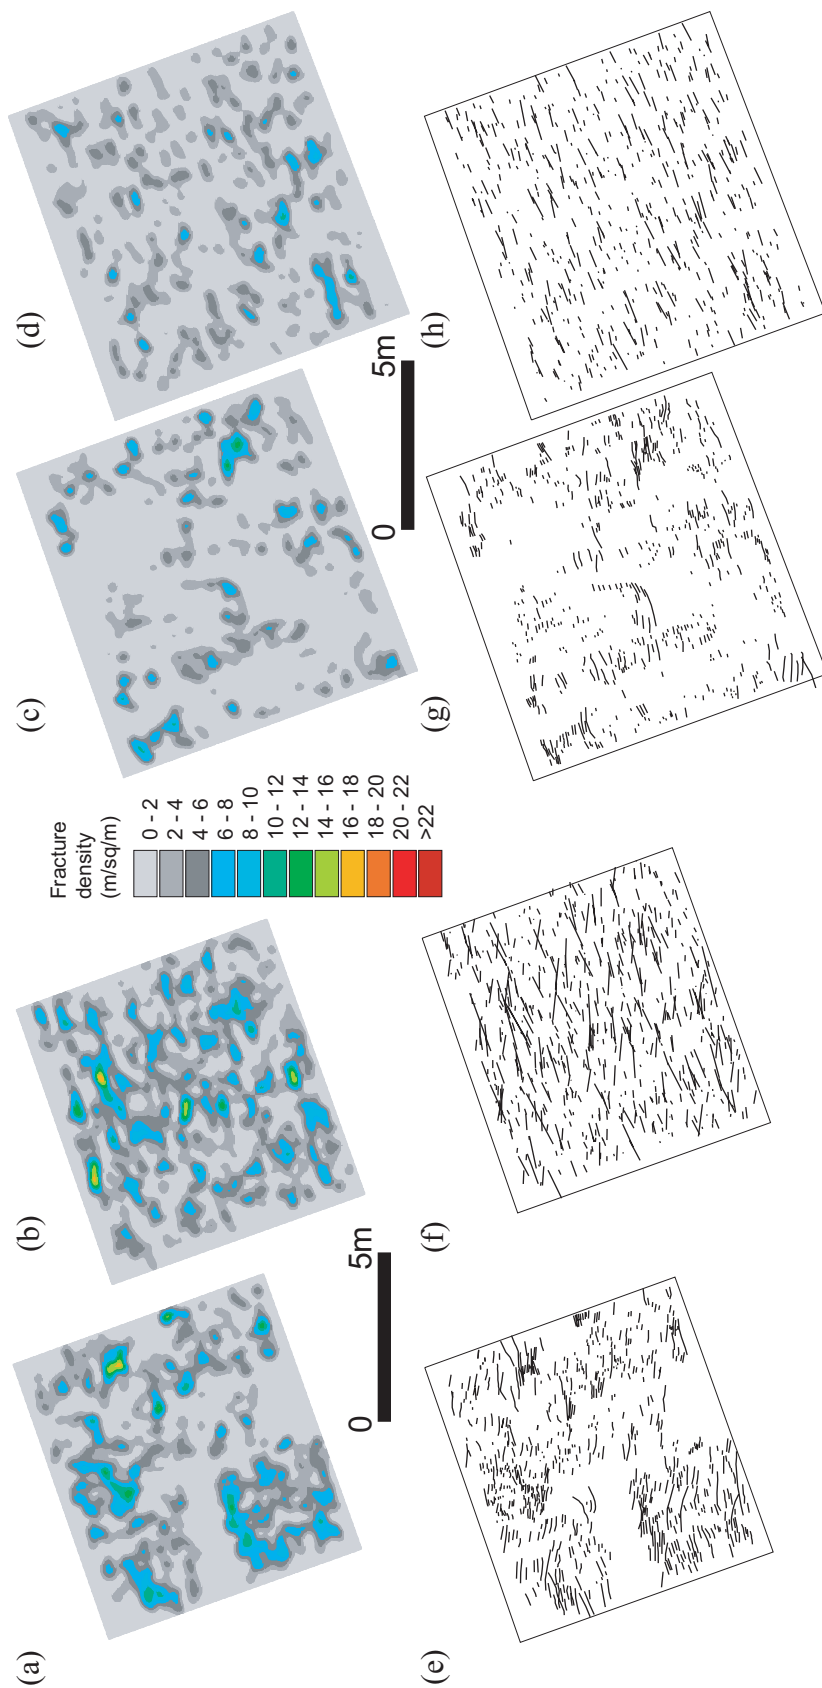 (a)
(b)
(c)
(d)
Fracture
density
(m/sq/m)
0 - 2
2 - 4
4 - 6
6 - 8
8 - 10
10 - 12
12 - 14
14 - 16
16 - 18
18 - 20
20 - 22
>22
0
5m
0
5m
(e)
(f)
(g)
(h)